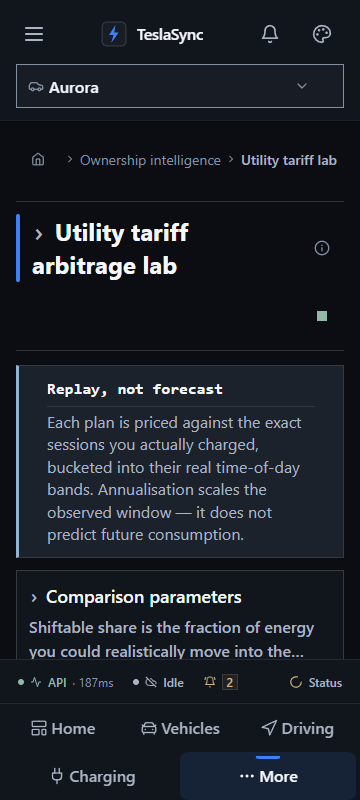 TeslaSync
Aurora
Ownership intelligence
Utility tariff lab
Utility tariff
arbitrage lab
Replay, not forecast
Each plan is priced against the exact
sessions you actually charged,
bucketed into their real time-of-day
bands. Annualisation scales the
observed window — it does not
predict future consumption.
Comparison parameters
Shiftable share is the fraction of energy
you could realistically move into the...
API · 187ms
Idle
2
Status
Home
Vehicles
Driving
Charging
More